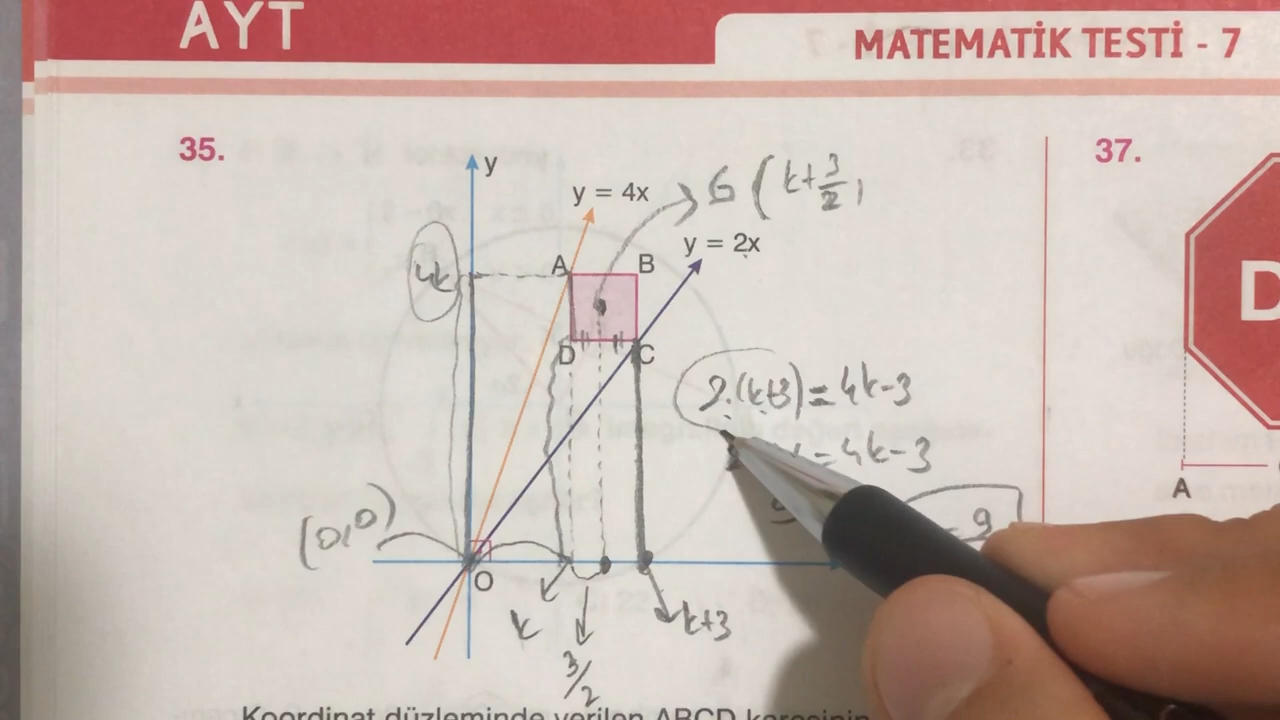 AYT
MATEMATİK TESTİ - 7
35.
37.
y
y = 4x
G (k+3/2,
y = 2x
4k
A
B
D
C
D
2.(k+3) = 4k-3
= 4k-3
A
9
(0,0)
O
k
k+3
3/2
Koordinat düzleminde verilen ABCD karesinin